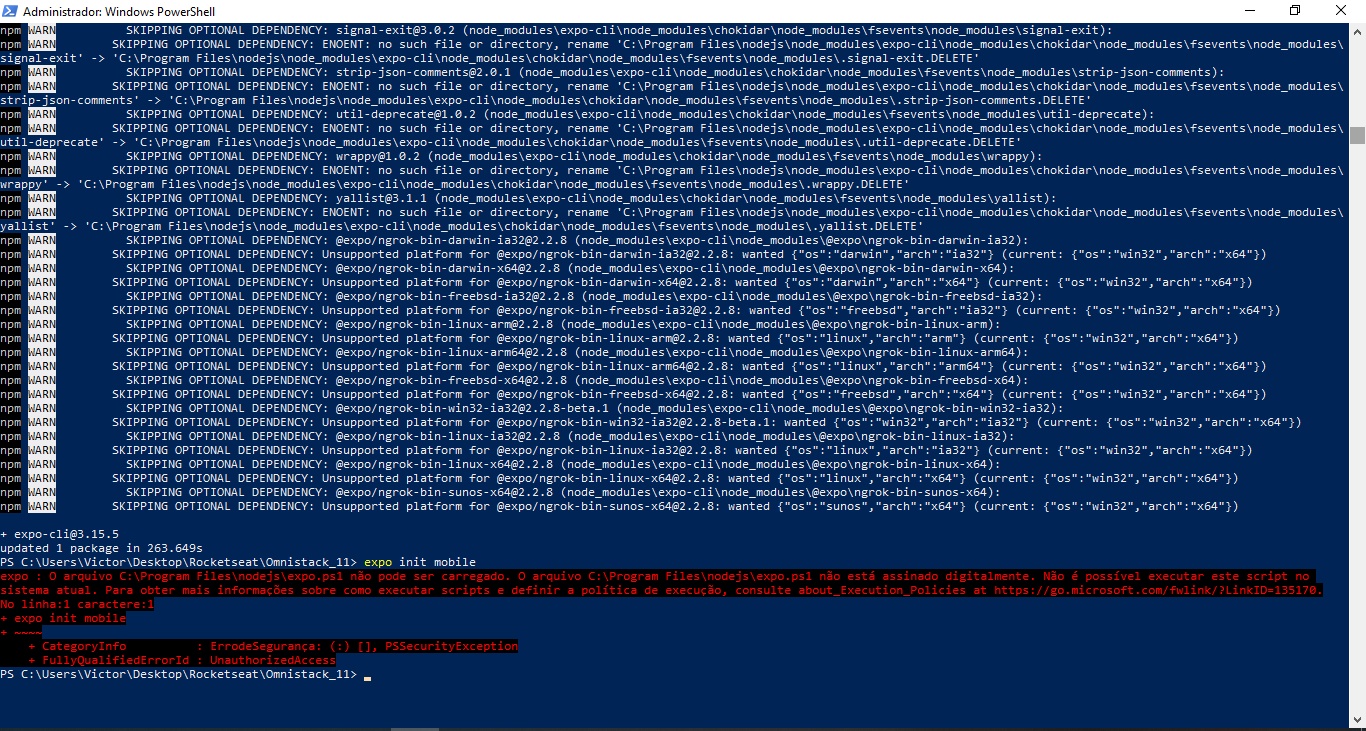 Administrador: Windows PowerShell
npm WARN SKIPPING OPTIONAL DEPENDENCY: signal-exit@3.0.2 (node_modules\expo-cli\node_modules\chokidar\node_modules\fsevents\node_modules\signal-exit):
npm WARN SKIPPING OPTIONAL DEPENDENCY: ENOENT: no such file or directory, rename 'C:\Program Files\nodejs\node_modules\expo-cli\node_modules\chokidar\node_modules\fsevents\node_modules\
signal-exit' -> 'C:\Program Files\nodejs\node_modules\expo-cli\node_modules\chokidar\node_modules\fsevents\node_modules\.signal-exit.DELETE'
npm WARN SKIPPING OPTIONAL DEPENDENCY: strip-json-comments@2.0.1 (node_modules\expo-cli\node_modules\chokidar\node_modules\fsevents\node_modules\strip-json-comments):
npm WARN SKIPPING OPTIONAL DEPENDENCY: ENOENT: no such file or directory, rename 'C:\Program Files\nodejs\node_modules\expo-cli\node_modules\chokidar\node_modules\fsevents\node_modules\
strip-json-comments' -> 'C:\Program Files\nodejs\node_modules\expo-cli\node_modules\chokidar\node_modules\fsevents\node_modules\.strip-json-comments.DELETE'
npm WARN SKIPPING OPTIONAL DEPENDENCY: util-deprecate@1.0.2 (node_modules\expo-cli\node_modules\chokidar\node_modules\fsevents\node_modules\util-deprecate):
npm WARN SKIPPING OPTIONAL DEPENDENCY: ENOENT: no such file or directory, rename 'C:\Program Files\nodejs\node_modules\expo-cli\node_modules\chokidar\node_modules\fsevents\node_modules\
util-deprecate' -> 'C:\Program Files\nodejs\node_modules\expo-cli\node_modules\chokidar\node_modules\fsevents\node_modules\.util-deprecate.DELETE'
npm WARN SKIPPING OPTIONAL DEPENDENCY: wrappy@1.0.2 (node_modules\expo-cli\node_modules\chokidar\node_modules\fsevents\node_modules\wrappy):
npm WARN SKIPPING OPTIONAL DEPENDENCY: ENOENT: no such file or directory, rename 'C:\Program Files\nodejs\node_modules\expo-cli\node_modules\chokidar\node_modules\fsevents\node_modules\
wrappy' -> 'C:\Program Files\nodejs\node_modules\expo-cli\node_modules\chokidar\node_modules\fsevents\node_modules\.wrappy.DELETE'
npm WARN SKIPPING OPTIONAL DEPENDENCY: yallist@3.1.1 (node_modules\expo-cli\node_modules\chokidar\node_modules\fsevents\node_modules\yallist):
npm WARN SKIPPING OPTIONAL DEPENDENCY: ENOENT: no such file or directory, rename 'C:\Program Files\nodejs\node_modules\expo-cli\node_modules\chokidar\node_modules\fsevents\node_modules\
yallist' -> 'C:\Program Files\nodejs\node_modules\expo-cli\node_modules\chokidar\node_modules\fsevents\node_modules\.yallist.DELETE'
npm WARN SKIPPING OPTIONAL DEPENDENCY: @expo/ngrok-bin-darwin-ia32@2.2.8 (node_modules\expo-cli\node_modules\@expo\ngrok-bin-darwin-ia32):
npm WARN SKIPPING OPTIONAL DEPENDENCY: Unsupported platform for @expo/ngrok-bin-darwin-ia32@2.2.8: wanted {"os":"darwin","arch":"ia32"} (current: {"os":"win32","arch":"x64"})
npm WARN SKIPPING OPTIONAL DEPENDENCY: @expo/ngrok-bin-darwin-x64@2.2.8 (node_modules\expo-cli\node_modules\@expo\ngrok-bin-darwin-x64):
npm WARN SKIPPING OPTIONAL DEPENDENCY: Unsupported platform for @expo/ngrok-bin-darwin-x64@2.2.8: wanted {"os":"darwin","arch":"x64"} (current: {"os":"win32","arch":"x64"})
npm WARN SKIPPING OPTIONAL DEPENDENCY: @expo/ngrok-bin-freebsd-ia32@2.2.8 (node_modules\expo-cli\node_modules\@expo\ngrok-bin-freebsd-ia32):
npm WARN SKIPPING OPTIONAL DEPENDENCY: Unsupported platform for @expo/ngrok-bin-freebsd-ia32@2.2.8: wanted {"os":"freebsd","arch":"ia32"} (current: {"os":"win32","arch":"x64"})
npm WARN SKIPPING OPTIONAL DEPENDENCY: @expo/ngrok-bin-linux-arm@2.2.8 (node_modules\expo-cli\node_modules\@expo\ngrok-bin-linux-arm):
npm WARN SKIPPING OPTIONAL DEPENDENCY: Unsupported platform for @expo/ngrok-bin-linux-arm@2.2.8: wanted {"os":"linux","arch":"arm"} (current: {"os":"win32","arch":"x64"})
npm WARN SKIPPING OPTIONAL DEPENDENCY: @expo/ngrok-bin-linux-arm64@2.2.8 (node_modules\expo-cli\node_modules\@expo\ngrok-bin-linux-arm64):
npm WARN SKIPPING OPTIONAL DEPENDENCY: Unsupported platform for @expo/ngrok-bin-linux-arm64@2.2.8: wanted {"os":"linux","arch":"arm64"} (current: {"os":"win32","arch":"x64"})
npm WARN SKIPPING OPTIONAL DEPENDENCY: @expo/ngrok-bin-freebsd-x64@2.2.8 (node_modules\expo-cli\node_modules\@expo\ngrok-bin-freebsd-x64):
npm WARN SKIPPING OPTIONAL DEPENDENCY: Unsupported platform for @expo/ngrok-bin-freebsd-x64@2.2.8: wanted {"os":"freebsd","arch":"x64"} (current: {"os":"win32","arch":"x64"})
npm WARN SKIPPING OPTIONAL DEPENDENCY: @expo/ngrok-bin-win32-ia32@2.2.8-beta.1 (node_modules\expo-cli\node_modules\@expo\ngrok-bin-win32-ia32):
npm WARN SKIPPING OPTIONAL DEPENDENCY: Unsupported platform for @expo/ngrok-bin-win32-ia32@2.2.8-beta.1: wanted {"os":"win32","arch":"ia32"} (current: {"os":"win32","arch":"x64"})
npm WARN SKIPPING OPTIONAL DEPENDENCY: @expo/ngrok-bin-linux-ia32@2.2.8 (node_modules\expo-cli\node_modules\@expo\ngrok-bin-linux-ia32):
npm WARN SKIPPING OPTIONAL DEPENDENCY: Unsupported platform for @expo/ngrok-bin-linux-ia32@2.2.8: wanted {"os":"linux","arch":"ia32"} (current: {"os":"win32","arch":"x64"})
npm WARN SKIPPING OPTIONAL DEPENDENCY: @expo/ngrok-bin-linux-x64@2.2.8 (node_modules\expo-cli\node_modules\@expo\ngrok-bin-linux-x64):
npm WARN SKIPPING OPTIONAL DEPENDENCY: Unsupported platform for @expo/ngrok-bin-linux-x64@2.2.8: wanted {"os":"linux","arch":"x64"} (current: {"os":"win32","arch":"x64"})
npm WARN SKIPPING OPTIONAL DEPENDENCY: @expo/ngrok-bin-sunos-x64@2.2.8 (node_modules\expo-cli\node_modules\@expo\ngrok-bin-sunos-x64):
npm WARN SKIPPING OPTIONAL DEPENDENCY: Unsupported platform for @expo/ngrok-bin-sunos-x64@2.2.8: wanted {"os":"sunos","arch":"x64"} (current: {"os":"win32","arch":"x64"})
+ expo-cli@3.15.5
updated 1 package in 263.649s
PS C:\Users\Victor\Desktop\Rocketseat\Omnistack_11> expo init mobile
expo : O arquivo C:\Program Files\nodejs\expo.ps1 não pode ser carregado. O arquivo C:\Program Files\nodejs\expo.ps1 não está assinado digitalmente. Não é possível executar este script no
sistema atual. Para obter mais informações sobre como executar scripts e definir a política de execução, consulte about_Execution_Policies at https://go.microsoft.com/fwlink/?LinkID=135170.
No linha:1 caractere:1
+ expo init mobile
+ ~~~~
+ CategoryInfo : ErrodeSegurança: (:) [], PSSecurityException
+ FullyQualifiedErrorId : UnauthorizedAccess
PS C:\Users\Victor\Desktop\Rocketseat\Omnistack_11>